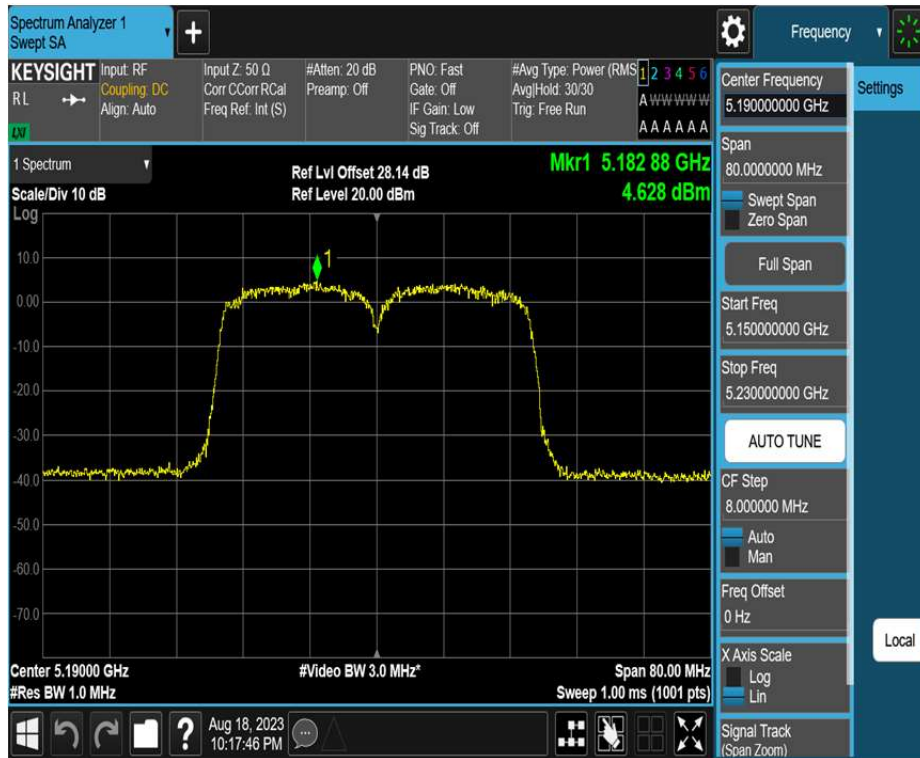 Spectrum Analyzer 1
Swept SA
+
Frequency
KEYSIGHT
R L
LXI
Input: RF
Coupling: DC
Align: Auto
Input Z: 50 Ω
Corr CCorr RCal
Freq Ref: Int (S)
#Atten: 20 dB
Preamp: Off
PNO: Fast
Gate: Off
IF Gain: Low
Sig Track: Off
#Avg Type: Power (RMS
Avg|Hold: 30/30
Trig: Free Run
1 2 3 4 5 6
A W W W W W
A A A A A A
1 Spectrum
Scale/Div 10 dB
Log
Ref Lvl Offset 28.14 dB
Ref Level 20.00 dBm
Mkr1 5.182 88 GHz
4.628 dBm
1
10.0
0.00
-10.0
-20.0
-30.0
-40.0
-50.0
-60.0
-70.0
Center 5.19000 GHz
#Res BW 1.0 MHz
#Video BW 3.0 MHz*
Span 80.00 MHz
Sweep 1.00 ms (1001 pts)
?
Aug 18, 2023
10:17:46 PM
Center Frequency
5.19000000 GHz
Settings
Span
80.0000000 MHz
Swept Span
Zero Span
Full Span
Start Freq
5.150000000 GHz
Stop Freq
5.230000000 GHz
AUTO TUNE
CF Step
8.000000 MHz
Auto
Man
Freq Offset
0 Hz
X Axis Scale
Log
Lin
Local
Signal Track
(Span Zoom)